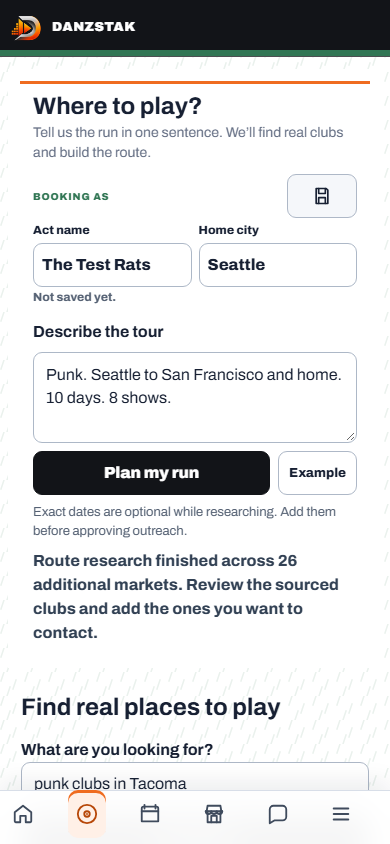 DANZSTAK
Where to play?
Tell us the run in one sentence. We’ll find real clubs
and build the route.
BOOKING AS
Act name
Home city
The Test Rats
Seattle
Not saved yet.
Describe the tour
Punk. Seattle to San Francisco and home.
10 days. 8 shows.
Plan my run
Example
Exact dates are optional while researching. Add them
before approving outreach.
Route research finished across 26
additional markets. Review the sourced
clubs and add the ones you want to
contact.
Find real places to play
What are you looking for?
punk clubs in Tacoma